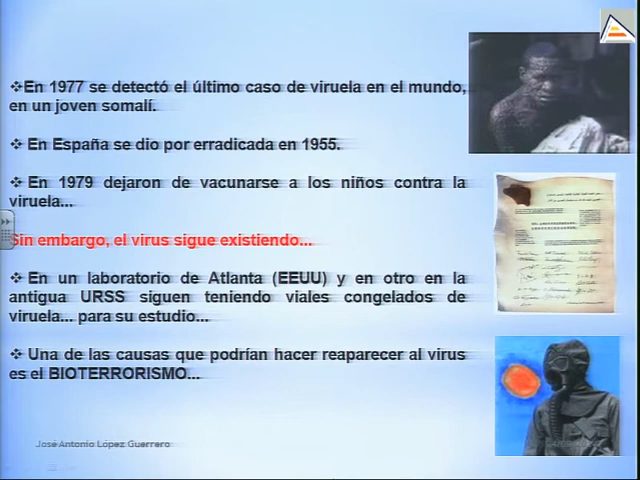 ❖En 1977 se detectó el último caso de viruela en el mundo,
en un joven somalí.
❖ En España se dio por erradicada en 1955.
❖ En 1979 dejaron de vacunarse a los niños contra la
viruela...
Sin embargo, el virus sigue existiendo...
❖ En un laboratorio de Atlanta (EEUU) y en otro en la
antigua URSS siguen teniendo viales congelados de
viruela... para su estudio...
❖ Una de las causas que podrían hacer reaparecer al virus
es el BIOTERRORISMO...
José Antonio López Guerrero